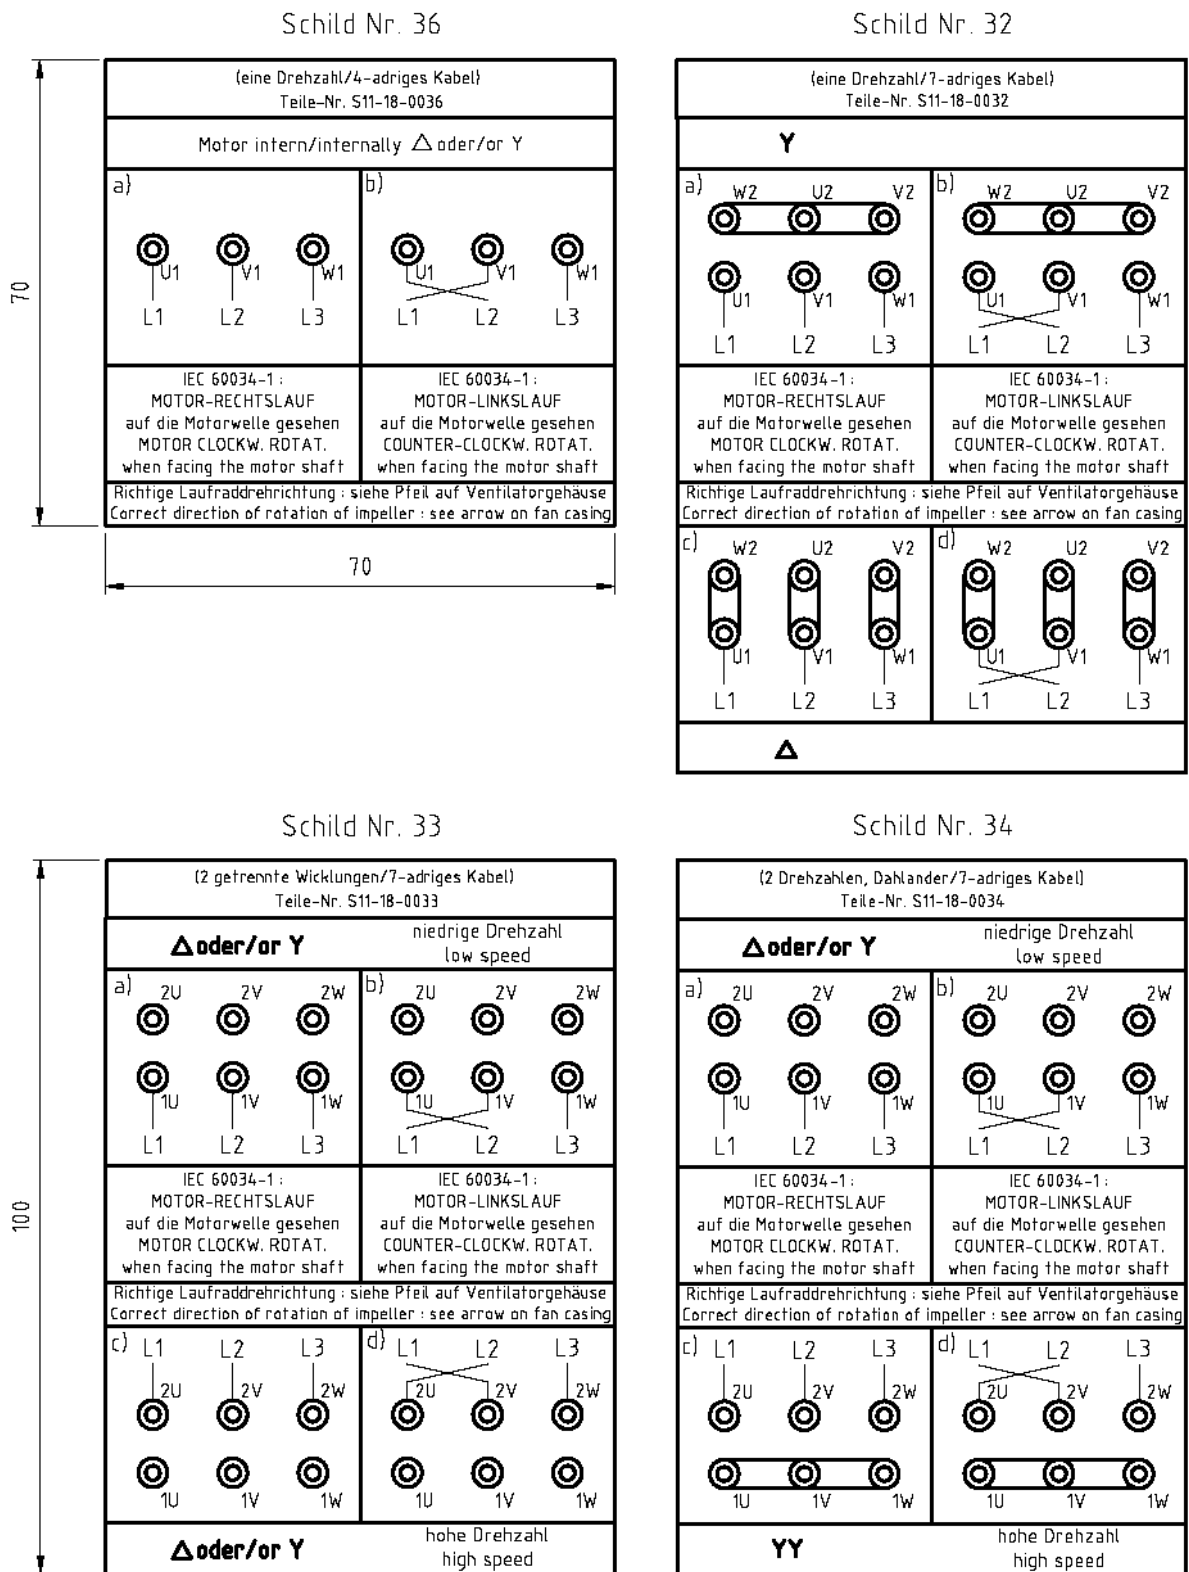 Schild Nr. 36
(eine Drehzahl/4-adriges Kabel)
Teile-Nr. S11-18-0036
Motor intern/internally Δ oder/or Y
a)
U1 V1 W1
L1 L2 L3
b)
U1 V1 W1
L1 L2 L3
IEC 60034-1 :
MOTOR-RECHTSLAUF
auf die Motorwelle gesehen
MOTOR CLOCKW. ROTAT.
when facing the motor shaft
IEC 60034-1 :
MOTOR-LINKSLAUF
auf die Motorwelle gesehen
COUNTER-CLOCKW. ROTAT.
when facing the motor shaft
Richtige Laufraddrehrichtung : siehe Pfeil auf Ventilatorgehäuse
Correct direction of rotation of impeller : see arrow on fan casing
70
70
Schild Nr. 32
(eine Drehzahl/7-adriges Kabel)
Teile-Nr. S11-18-0032
Y
a)
W2 U2 V2
U1 V1 W1
L1 L2 L3
b)
W2 U2 V2
U1 V1 W1
L1 L2 L3
IEC 60034-1 :
MOTOR-RECHTSLAUF
auf die Motorwelle gesehen
MOTOR CLOCKW. ROTAT.
when facing the motor shaft
IEC 60034-1 :
MOTOR-LINKSLAUF
auf die Motorwelle gesehen
COUNTER-CLOCKW. ROTAT.
when facing the motor shaft
Richtige Laufraddrehrichtung : siehe Pfeil auf Ventilatorgehäuse
Correct direction of rotation of impeller : see arrow on fan casing
c)
W2 U2 V2
U1 V1 W1
L1 L2 L3
d)
W2 U2 V2
U1 V1 W1
L1 L2 L3
Δ
Schild Nr. 33
(2 getrennte Wicklungen/7-adriges Kabel)
Teile-Nr. S11-18-0033
Δ oder/or Y
niedrige Drehzahl
low speed
a)
2U 2V 2W
1U 1V 1W
L1 L2 L3
b)
2U 2V 2W
1U 1V 1W
L1 L2 L3
IEC 60034-1 :
MOTOR-RECHTSLAUF
auf die Motorwelle gesehen
MOTOR CLOCKW. ROTAT.
when facing the motor shaft
IEC 60034-1 :
MOTOR-LINKSLAUF
auf die Motorwelle gesehen
COUNTER-CLOCKW. ROTAT.
when facing the motor shaft
Richtige Laufraddrehrichtung : siehe Pfeil auf Ventilatorgehäuse
Correct direction of rotation of impeller : see arrow on fan casing
c)
L1 L2 L3
2U 2V 2W
1U 1V 1W
d)
L1 L2 L3
2U 2V 2W
1U 1V 1W
Δ oder/or Y
hohe Drehzahl
high speed
100
Schild Nr. 34
(2 Drehzahlen, Dahlander/7-adriges Kabel)
Teile-Nr. S11-18-0034
Δ oder/or Y
niedrige Drehzahl
low speed
a)
2U 2V 2W
1U 1V 1W
L1 L2 L3
b)
2U 2V 2W
1U 1V 1W
L1 L2 L3
IEC 60034-1 :
MOTOR-RECHTSLAUF
auf die Motorwelle gesehen
MOTOR CLOCKW. ROTAT.
when facing the motor shaft
IEC 60034-1 :
MOTOR-LINKSLAUF
auf die Motorwelle gesehen
COUNTER-CLOCKW. ROTAT.
when facing the motor shaft
Richtige Laufraddrehrichtung : siehe Pfeil auf Ventilatorgehäuse
Correct direction of rotation of impeller : see arrow on fan casing
c)
L1 L2 L3
2U 2V 2W
1U 1V 1W
d)
L1 L2 L3
2U 2V 2W
1U 1V 1W
YY
hohe Drehzahl
high speed